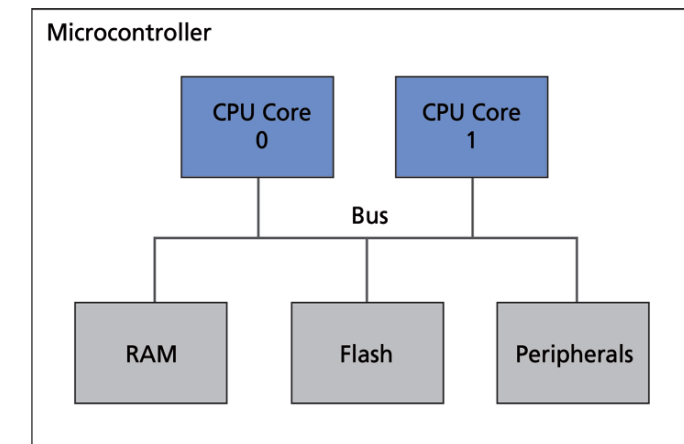 Microcontroller
CPU Core
0
CPU Core
1
Bus
RAM
Flash
Peripherals